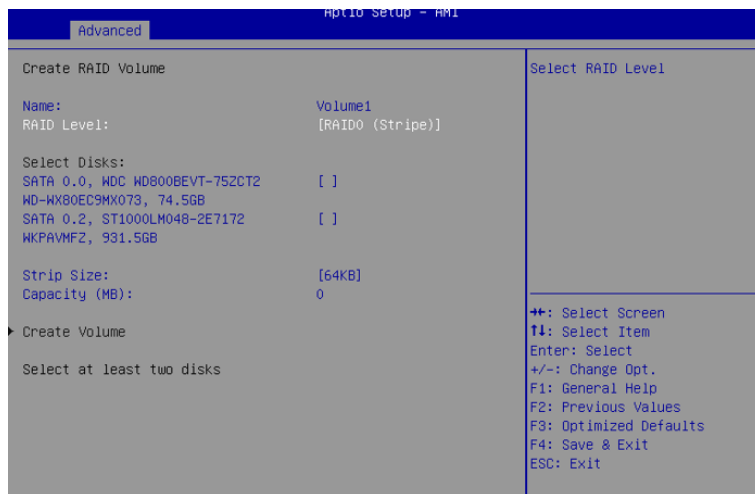 Aptio Setup - AMI
Advanced
Create RAID Volume
Name: Volume1
RAID Level: [RAID0 (Stripe)]
Select Disks:
SATA 0.0, WDC WD800BEVT-75ZCT2 [ ]
WD-WX80EC9MX073, 74.5GB
SATA 0.2, ST1000LM048-2E7172 [ ]
WKPAVMFZ, 931.5GB
Strip Size: [64KB]
Capacity (MB): 0
Create Volume
Select at least two disks
Select RAID Level
→←: Select Screen
↑↓: Select Item
Enter: Select
+/-: Change Opt.
F1: General Help
F2: Previous Values
F3: Optimized Defaults
F4: Save & Exit
ESC: Exit